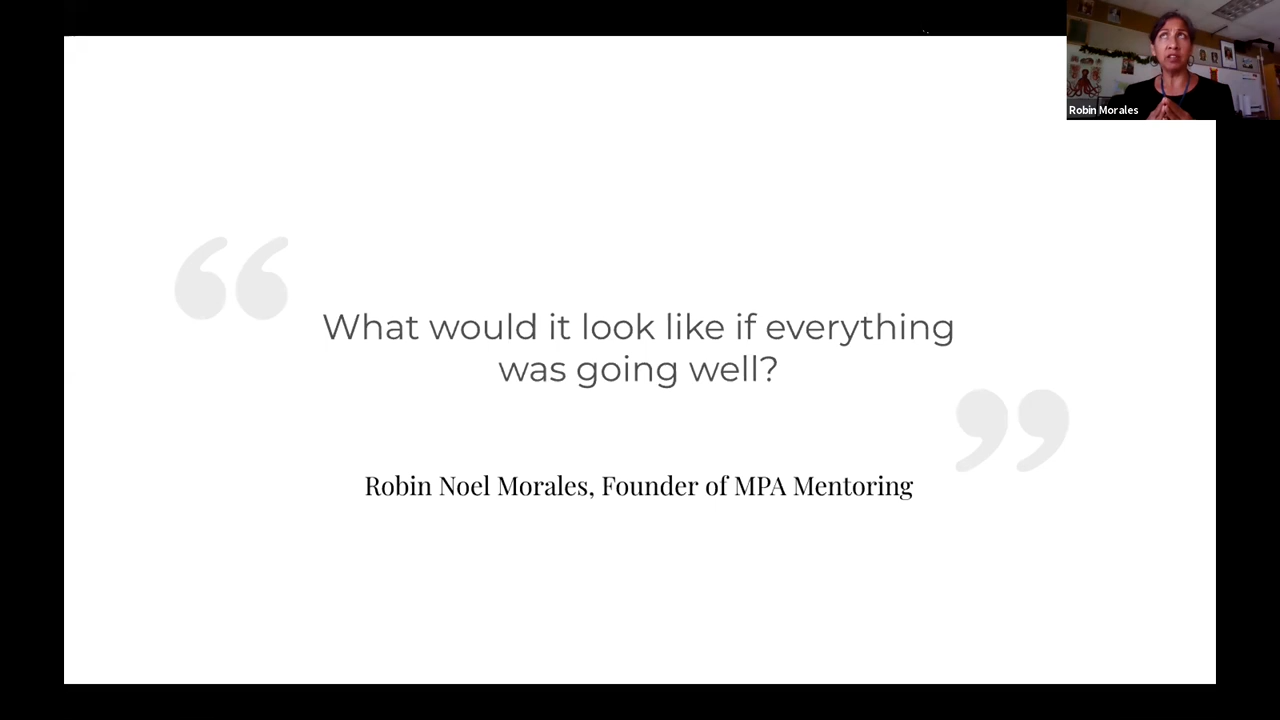 Robin Morales
“
What would it look like if everything
was going well?
”
Robin Noel Morales, Founder of MPA Mentoring